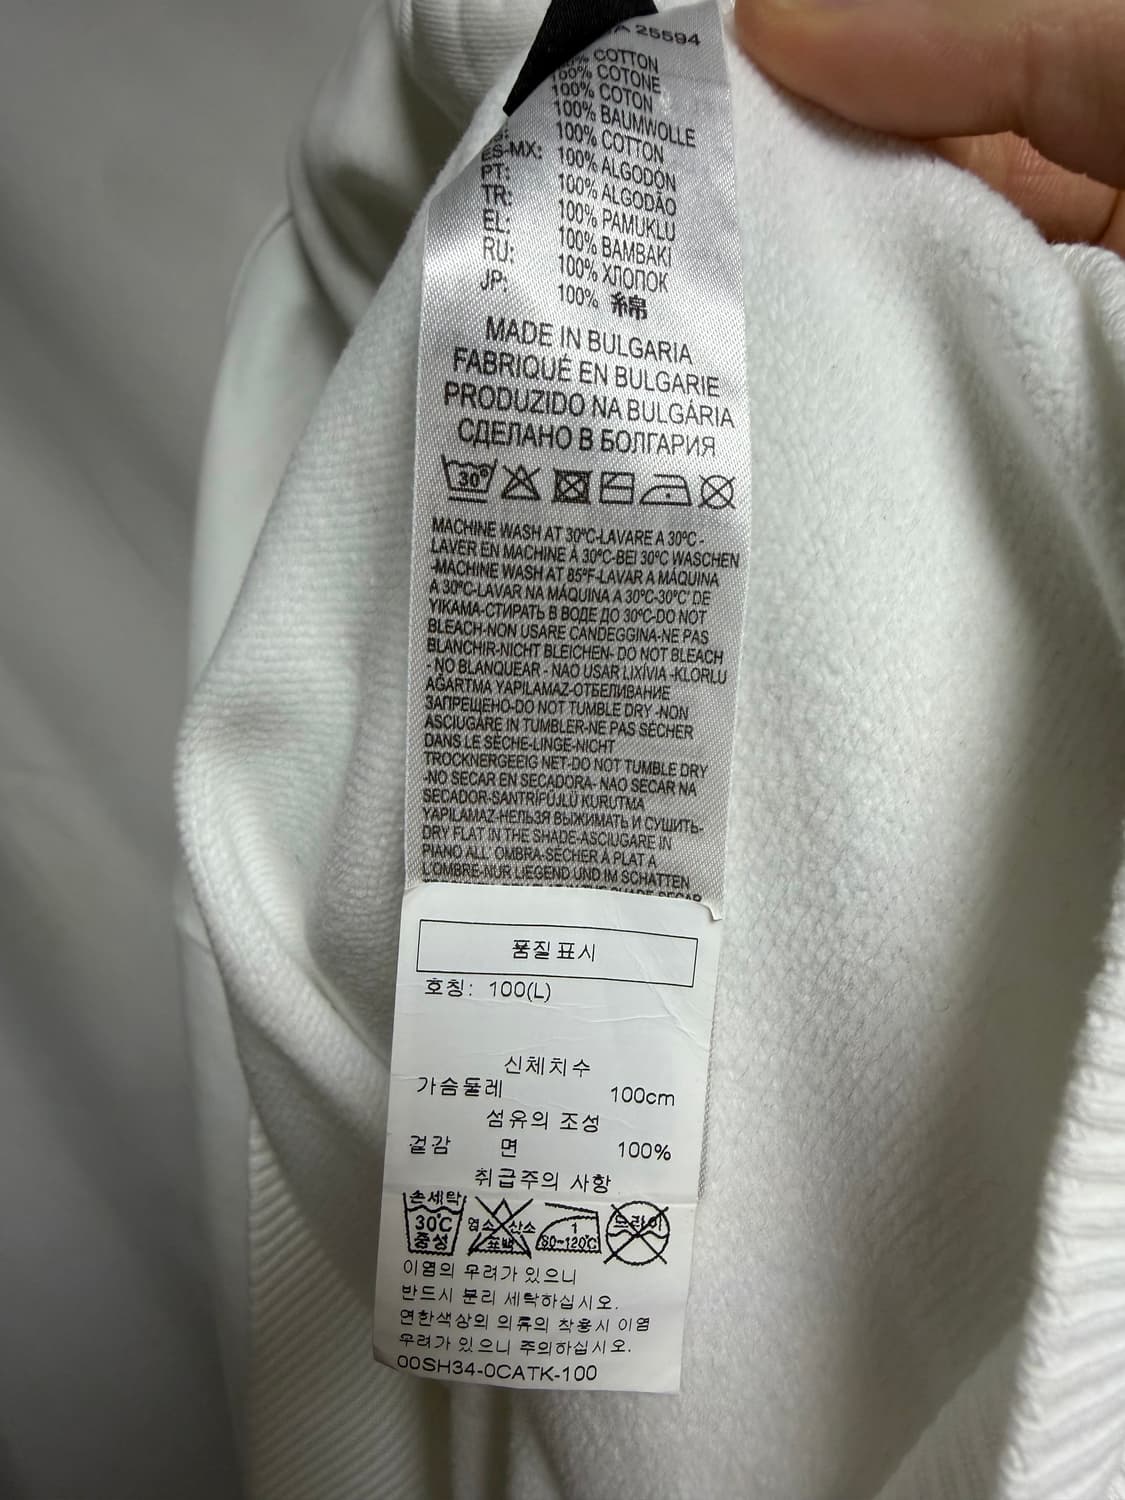 A 25594
100% COTTON
100% COTONE
100% COTON
100% BAUMWOLLE
100% COTTON
ES-MX: 100% ALGODÓN
PT: 100% ALGODÃO
TR: 100% PAMUKLU
EL: 100% BAMBAKI
RU: 100% ХЛОПОК
JP: 100% 綿
MADE IN BULGARIA
FABRIQUÉ EN BULGARIE
PRODUZIDO NA BULGÁRIA
СДЕЛАНО В БОЛГАРИЯ
30°
MACHINE WASH AT 30ºC-LAVARE A 30ºC -
LAVER EN MACHINE À 30ºC-BEI 30ºC WASCHEN
-MACHINE WASH AT 85ºF-LAVAR A MÁQUINA
A 30ºC-LAVAR NA MÁQUINA A 30ºC-30ºC' DE
YIKAMA-СТИРАТЬ В ВОДЕ ДО 30ºC-DO NOT
BLEACH-NON USARE CANDEGGINA-NE PAS
BLANCHIR-NICHT BLEICHEN- DO NOT BLEACH
- NO BLANQUEAR - NAO USAR LIXÍVIA -KLORLU
AĞARTMA YAPILAMAZ-ОТБЕЛИВАНИЕ
ЗАПРЕЩЕНО-DO NOT TUMBLE DRY -NON
ASCIUGARE IN TUMBLER-NE PAS SÉCHER
DANS LE SÈCHE-LINGE-NICHT
TROCKNERGEEIG NET-DO NOT TUMBLE DRY
-NO SECAR EN SECADORA- NAO SECAR NA
SECADOR-SANTRİFÜJLÜ KURUTMA
YAPILAMAZ-НЕЛЬЗЯ ВЫЖИМАТЬ И СУШИТЬ-
DRY FLAT IN THE SHADE-ASCIUGARE IN
PIANO ALL' OMBRA-SÉCHER À PLAT A
L'OMBRE-NUR LIEGEND UND IM SCHATTEN
품질표시
호칭: 100(L)
신체치수
가슴둘레 100cm
섬유의 조성
겉감 면 100%
취급주의 사항
손세탁 30℃ 중성
염소 산소 표백
1 80~120℃
드라이
이염의 우려가 있으니
반드시 분리 세탁하십시오.
연한색상의 의류의 착용시 이염
우려가 있으니 주의하십시오.
00SH34-0CATK-100